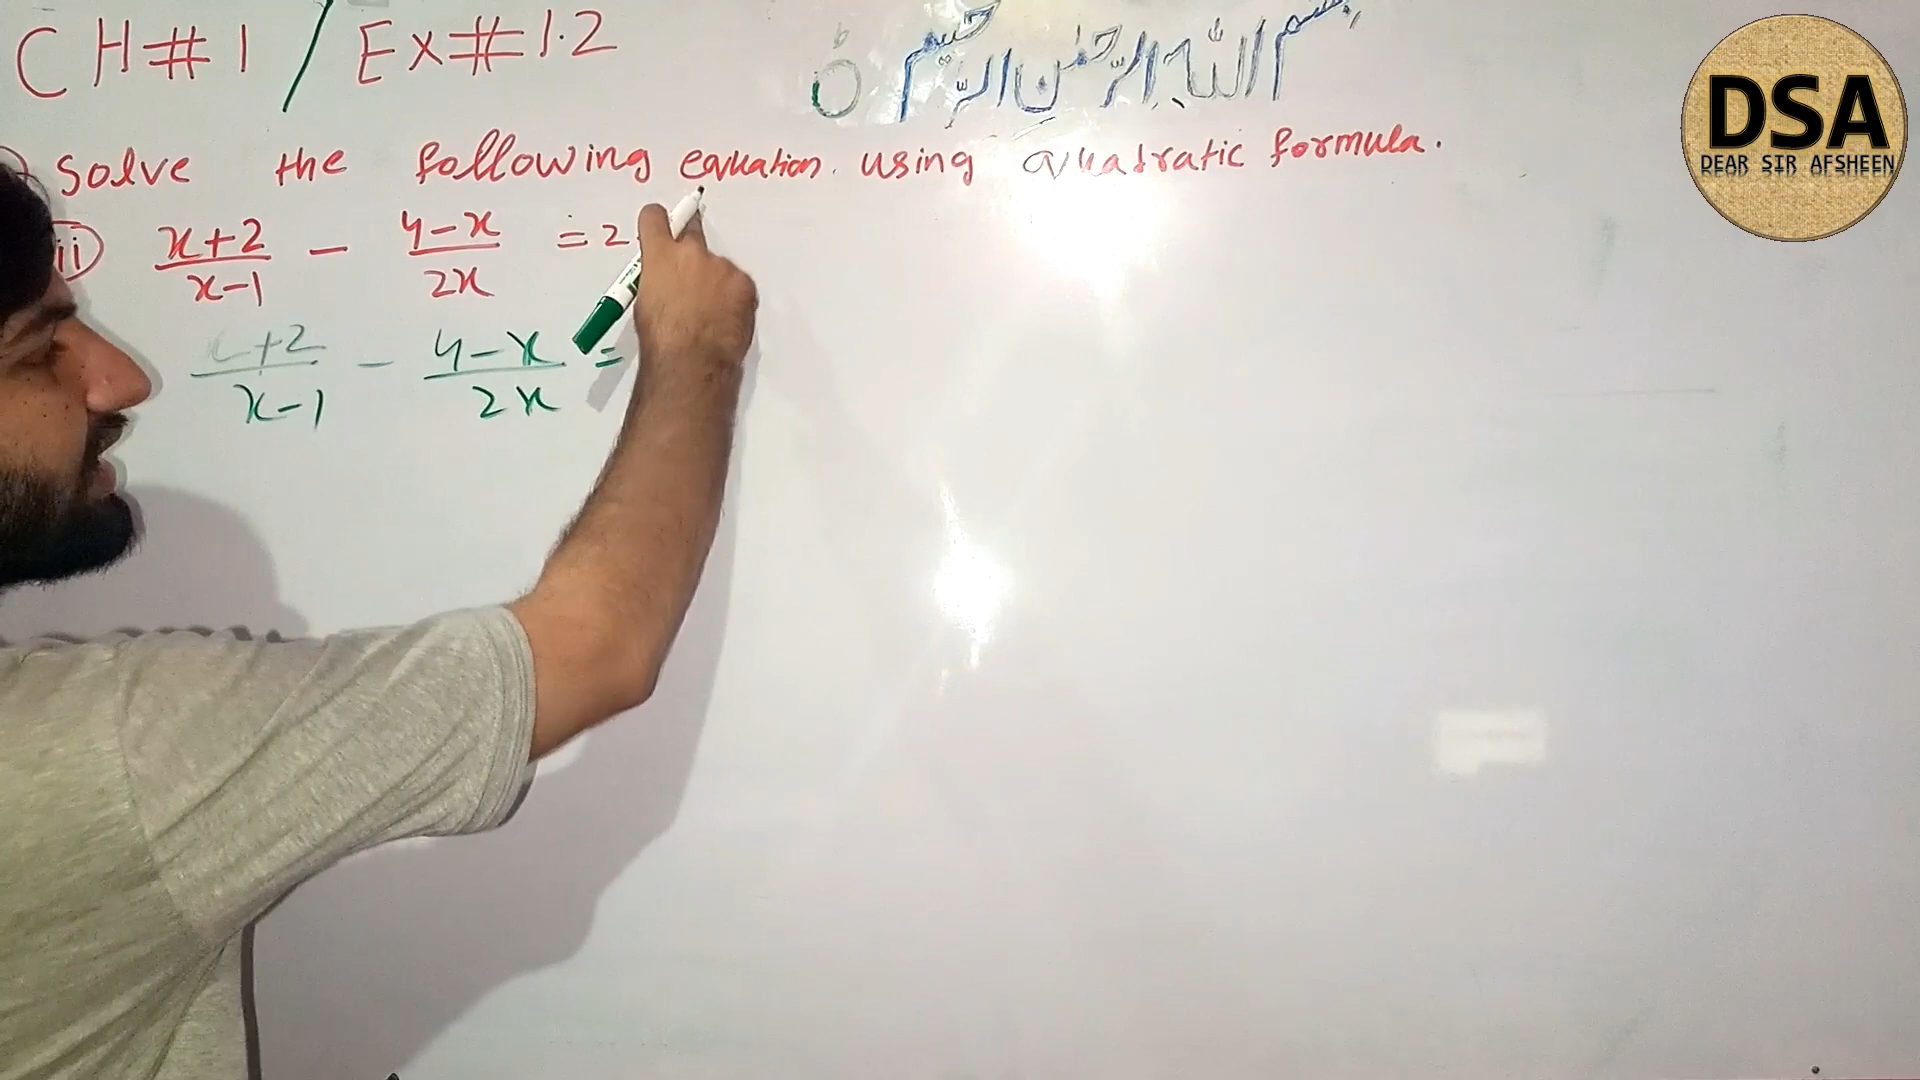 CH#1 / Ex#1.2
بسم اللہ الرحمٰن الرحیم
DSA
DEAR SIR AFSHEEN
Solve the following equation. using quadratic formula.
ii) x+2/x-1 - 4-x/2x = 2
x+2/x-1 - 4-x/2x =